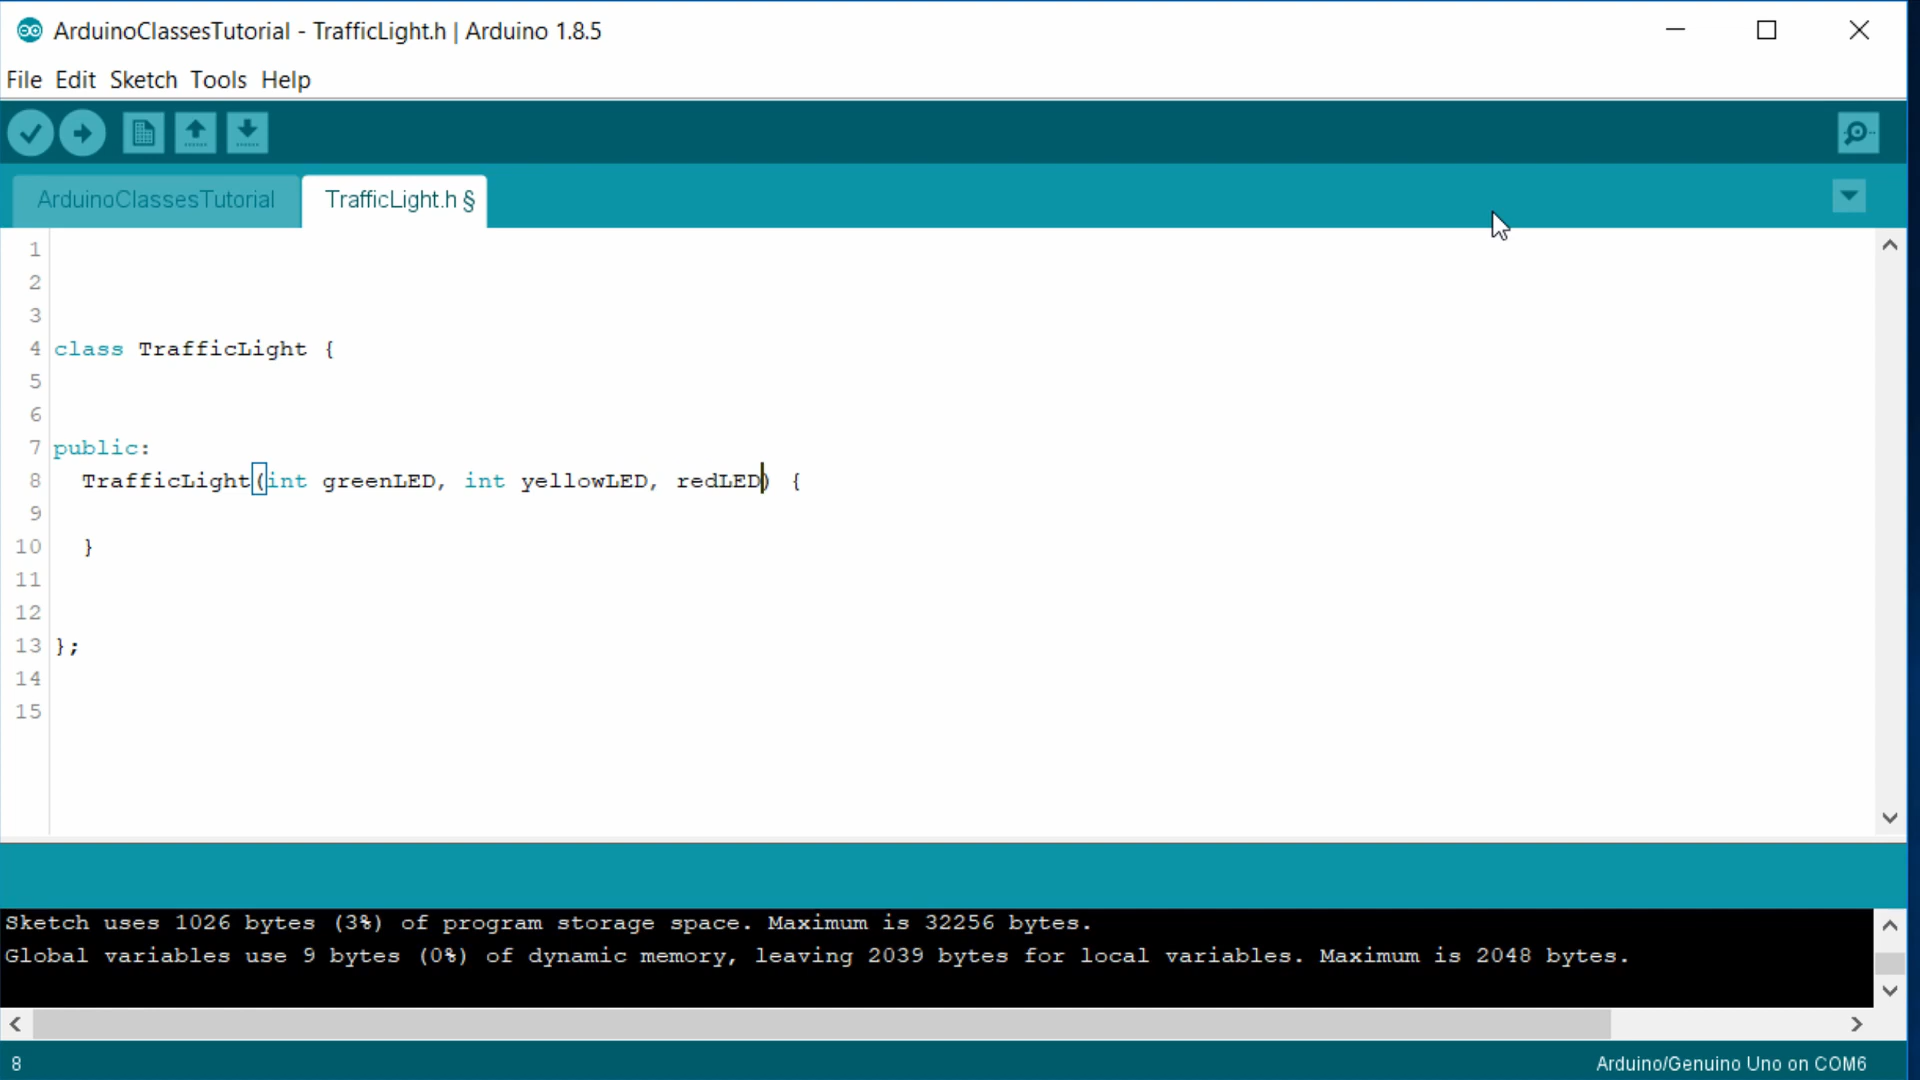 ArduinoClassesTutorial - TrafficLight.h | Arduino 1.8.5
File Edit Sketch Tools Help
ArduinoClassesTutorial TrafficLight.h §
1
2
3
4 class TrafficLight {
5
6
7 public:
8   TrafficLight(int greenLED, int yellowLED, redLED) {
9
10   }
11
12
13 };
14
15
Sketch uses 1026 bytes (3%) of program storage space. Maximum is 32256 bytes.
Global variables use 9 bytes (0%) of dynamic memory, leaving 2039 bytes for local variables. Maximum is 2048 bytes.
8 Arduino/Genuino Uno on COM6